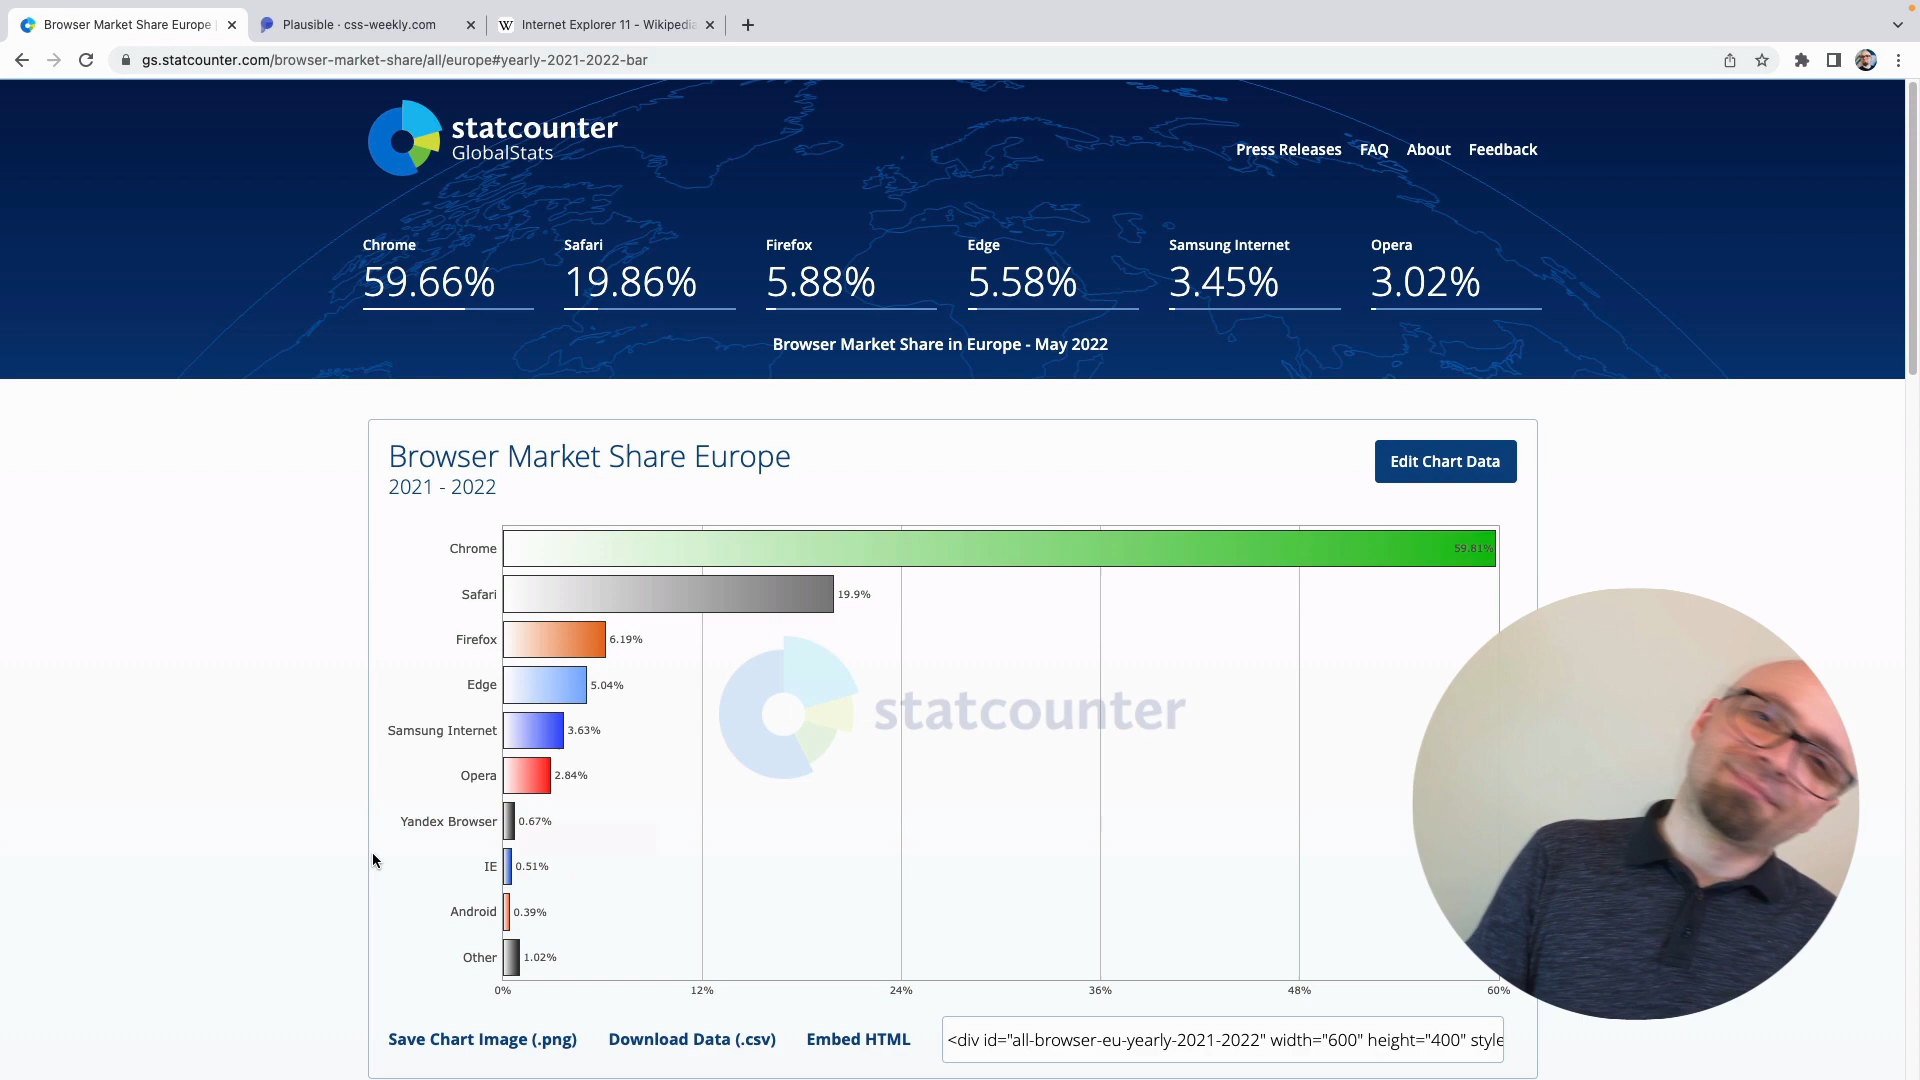 Browser Market Share Europe
Plausible · css-weekly.com
Internet Explorer 11 - Wikipedia
gs.statcounter.com/browser-market-share/all/europe#yearly-2021-2022-bar
statcounter
GlobalStats
Press Releases FAQ About Feedback
Chrome Safari Firefox Edge Samsung Internet Opera
59.66% 19.86% 5.88% 5.58% 3.45% 3.02%
Browser Market Share in Europe - May 2022
Browser Market Share Europe
2021 - 2022
Edit Chart Data
Chrome 59.81%
Safari 19.9%
Firefox 6.19%
Edge 5.04%
statcounter
Samsung Internet 3.63%
Opera 2.84%
Yandex Browser 0.67%
IE 0.51%
Android 0.39%
Other 1.02%
0% 12% 24% 36% 48% 60%
Save Chart Image (.png) Download Data (.csv) Embed HTML <div id="all-browser-eu-yearly-2021-2022" width="600" height="400" style